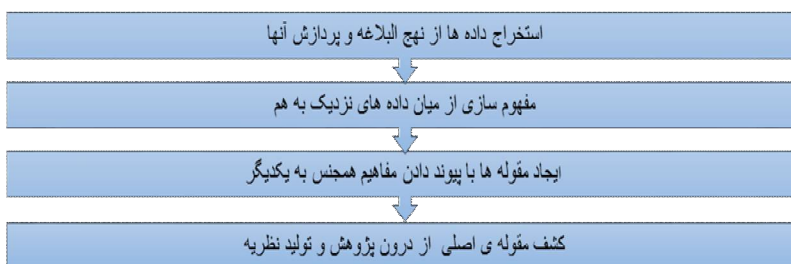 استخراج داده ها از نهج البلاغه و پردازش آنها
مفهوم سازی از میان داده های نزدیک به هم
ایجاد مقوله ها با پیوند دادن مفاهیم همجنس به یکدیگر
کشف مقوله ی اصلی از درون پژوهش و تولید نظریه